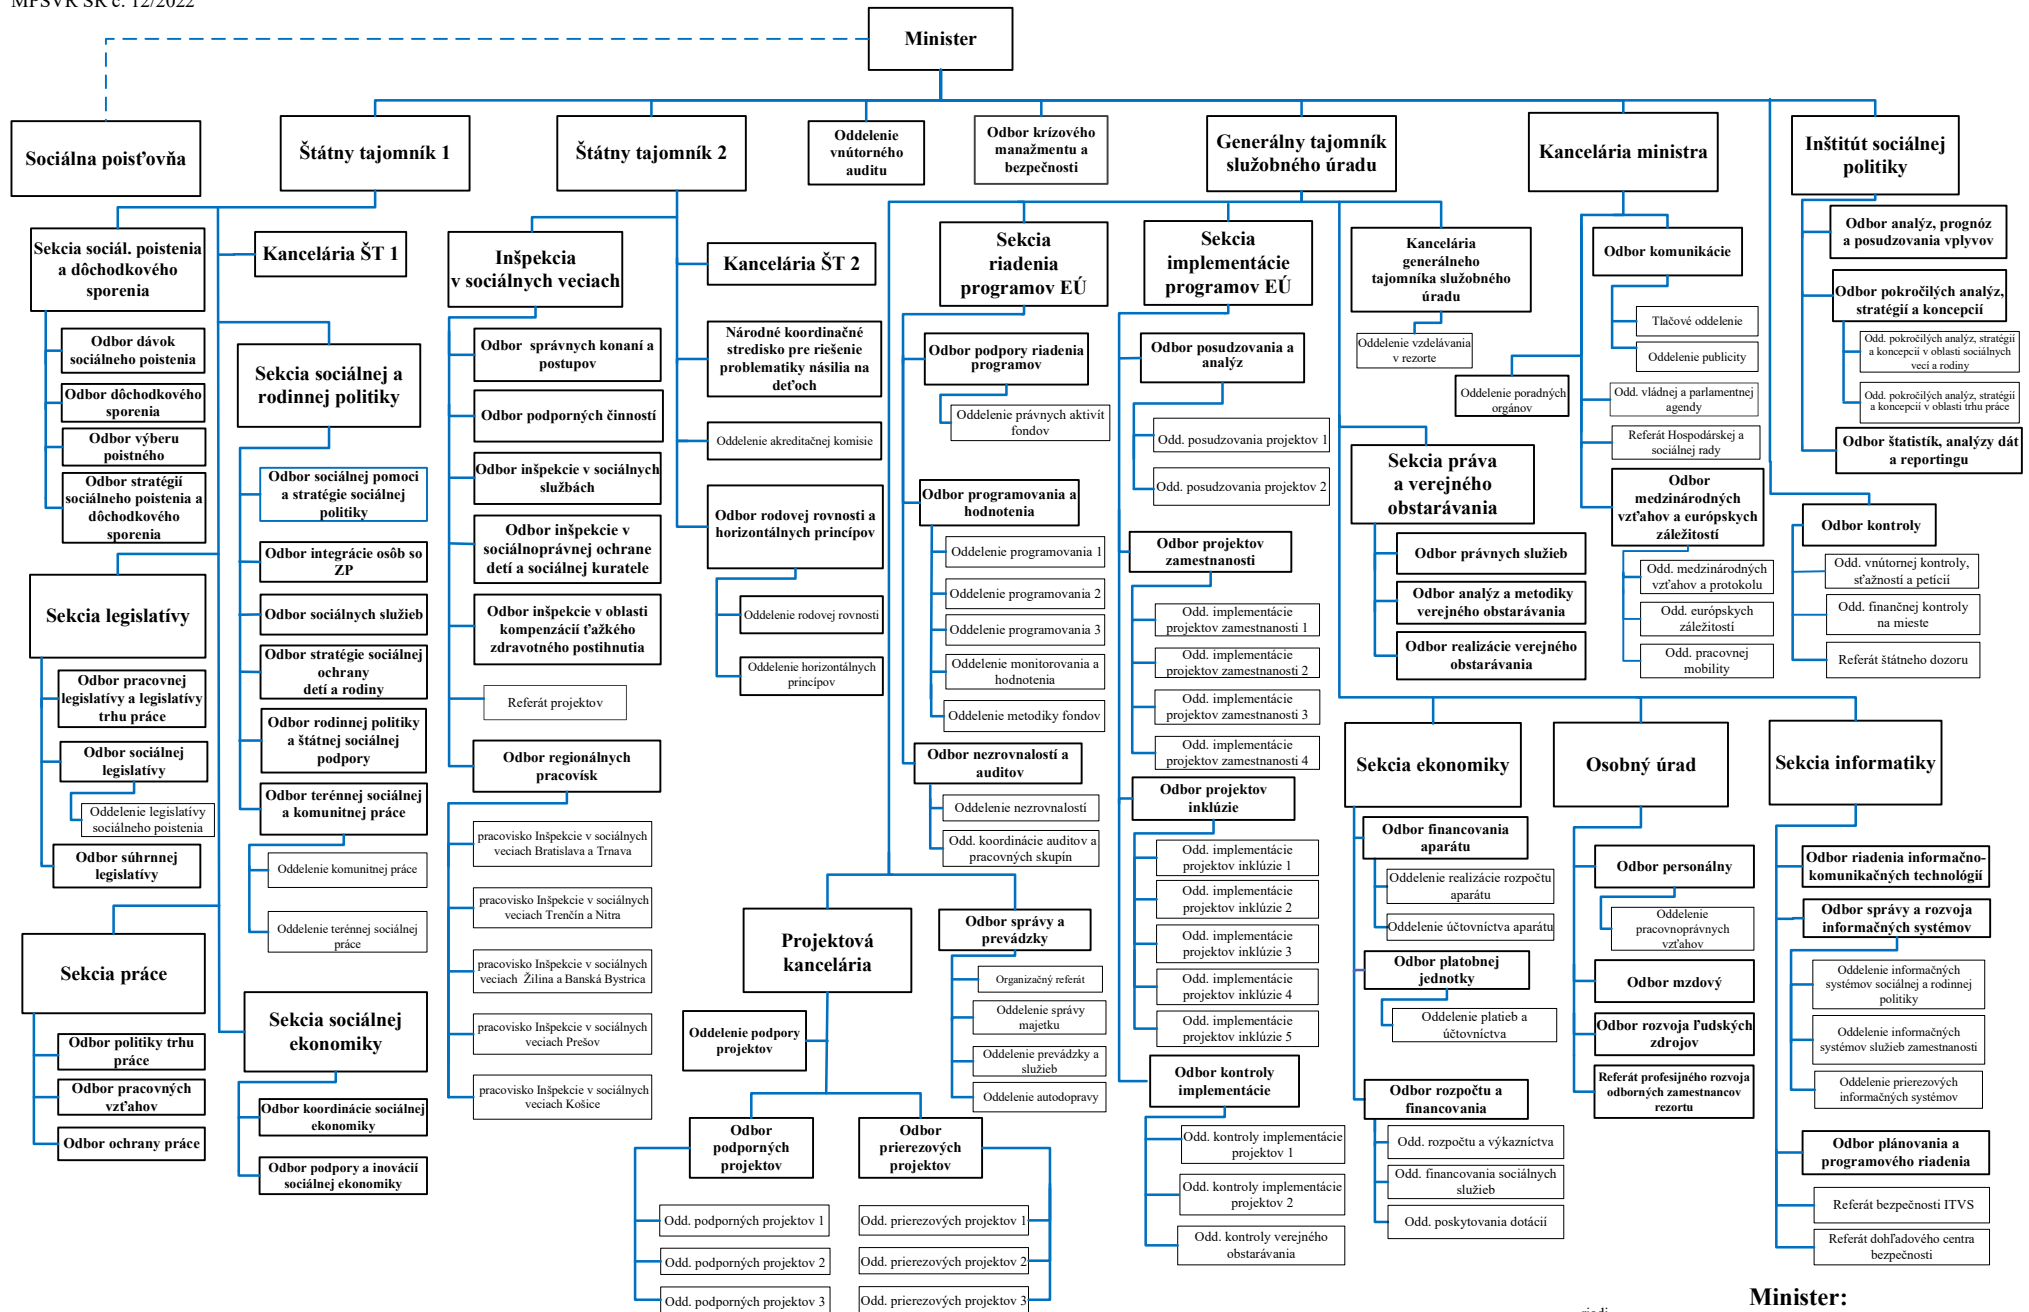 MPSVR SR č. 12/2022
Minister
Sociálna poisťovňa
Štátny tajomník 1
Štátny tajomník 2
Oddelenie
vnútorného
auditu
Odbor krízového
manažmentu a
bezpečnosti
Generálny tajomník
služobného úradu
Kancelária ministra
Inštitút sociálnej
politiky
Sekcia sociál. poistenia
a dôchodkového
sporenia
Kancelária ŠT 1
Odbor dávok
sociálneho poistenia
Odbor dôchodkového
sporenia
Odbor výberu
poistného
Odbor stratégií
sociálneho poistenia a
dôchodkového
sporenia
Sekcia legislatívy
Odbor pracovnej
legislatívy a legislatívy
trhu práce
Odbor sociálnej
legislatívy
Oddelenie legislatívy
sociálneho poistenia
Odbor súhrnnej
legislatívy
Sekcia práce
Odbor politiky trhu
práce
Odbor pracovných
vzťahov
Odbor ochrany práce
Sekcia sociálnej a
rodinnej politiky
Odbor sociálnej pomoci
a stratégie sociálnej
politiky
Odbor integrácie osôb so
ZP
Odbor sociálnych služieb
Odbor stratégie sociálnej
ochrany
detí a rodiny
Odbor rodinnej politiky
a štátnej sociálnej
podpory
Odbor terénnej sociálnej
a komunitnej práce
Oddelenie komunitnej práce
Oddelenie terénnej sociálnej
práce
Sekcia sociálnej
ekonomiky
Odbor koordinácie sociálnej
ekonomiky
Odbor podpory a inovácií
sociálnej ekonomiky
Inšpekcia
v sociálnych veciach
Odbor správnych konaní a
postupov
Odbor podporných činností
Odbor inšpekcie v sociálnych
službách
Odbor inšpekcie v
sociálnoprávnej ochrane
detí a sociálnej kuratele
Odbor inšpekcie v oblasti
kompenzácií ťažkého
zdravotného postihnutia
Referát projektov
Odbor regionálnych
pracovísk
pracovisko Inšpekcie v sociálnych
veciach Bratislava a Trnava
pracovisko Inšpekcie v sociálnych
veciach Trenčín a Nitra
pracovisko Inšpekcie v sociálnych
veciach Žilina a Banská Bystrica
pracovisko Inšpekcie v sociálnych
veciach Prešov
pracovisko Inšpekcie v sociálnych
veciach Košice
Kancelária ŠT 2
Národné koordinačné
stredisko pre riešenie
problematiky násilia na
deťoch
Oddelenie akreditačnej komisie
Odbor rodovej rovnosti a
horizontálnych princípov
Oddelenie rodovej rovnosti
Oddelenie horizontálnych
princípov
Sekcia
riadenia
programov EÚ
Odbor podpory riadenia
programov
Oddelenie právnych aktivít
fondov
Odbor programovania a
hodnotenia
Oddelenie programovania 1
Oddelenie programovania 2
Oddelenie programovania 3
Oddelenie monitorovania a
hodnotenia
Oddelenie metodiky fondov
Odbor nezrovnalostí a
auditov
Oddelenie nezrovnalostí
Odd. koordinácie auditov a
pracovných skupín
Projektová
kancelária
Oddelenie podpory
projektov
Odbor
podporných
projektov
Odd. podporných projektov 1
Odd. podporných projektov 2
Odd. podporných projektov 3
Odbor
prierezových
projektov
Odd. prierezových projektov 1
Odd. prierezových projektov 2
Odd. prierezových projektov 3
Odbor správy a
prevádzky
Organizačný referát
Oddelenie správy
majetku
Oddelenie prevádzky a
služieb
Oddelenie autodopravy
Sekcia
implementácie
programov EÚ
Odbor posudzovania a
analýz
Odd. posudzovania projektov 1
Odd. posudzovania projektov 2
Odbor projektov
zamestnanosti
Odd. implementácie
projektov zamestnanosti 1
Odd. implementácie
projektov zamestnanosti 2
Odd. implementácie
projektov zamestnanosti 3
Odd. implementácie
projektov zamestnanosti 4
Odbor projektov
inklúzie
Odd. implementácie
projektov inklúzie 1
Odd. implementácie
projektov inklúzie 2
Odd. implementácie
projektov inklúzie 3
Odd. implementácie
projektov inklúzie 4
Odd. implementácie
projektov inklúzie 5
Odbor kontroly
implementácie
Odd. kontroly implementácie
projektov 1
Odd. kontroly implementácie
projektov 2
Odd. kontroly verejného
obstarávania
Kancelária
generálneho
tajomníka služobného
úradu
Oddelenie vzdelávania
v rezorte
Sekcia práva
a verejného
obstarávania
Odbor právnych služieb
Odbor analýz a metodiky
verejného obstarávania
Odbor realizácie verejného
obstarávania
Sekcia ekonomiky
Odbor financovania
aparátu
Oddelenie realizácie rozpočtu
aparátu
Oddelenie účtovníctva aparátu
Odbor platobnej
jednotky
Oddelenie platieb a
účtovníctva
Odbor rozpočtu a
financovania
Odd. rozpočtu a výkazníctva
Odd. financovania sociálnych
služieb
Odd. poskytovania dotácií
Osobný úrad
Odbor personálny
Oddelenie
pracovnoprávnych
vzťahov
Odbor mzdový
Odbor rozvoja ľudských
zdrojov
Referát profesijného rozvoja
odborných zamestnancov
rezortu
Sekcia informatiky
Odbor riadenia informačno-
komunikačných technológií
Odbor správy a rozvoja
informačných systémov
Oddelenie informačných
systémov sociálnej a rodinnej
politiky
Oddelenie informačných
systémov služieb zamestnanosti
Oddelenie prierezových
informačných systémov
Odbor plánovania a
programového riadenia
Referát bezpečnosti ITVS
Referát dohľadového centra
bezpečnosti
Odbor komunikácie
Tlačové oddelenie
Oddelenie publicity
Oddelenie poradných
orgánov
Odd. vládnej a parlamentnej
agendy
Referát Hospodárskej a
sociálnej rady
Odbor
medzinárodných
vzťahov a európskych
záležitostí
Odd. medzinárodných
vzťahov a protokolu
Odd. európskych
záležitostí
Odd. pracovnej
mobility
Odbor analýz, prognóz
a posudzovania vplyvov
Odbor pokročilých analýz,
stratégií a koncepcií
Odd. pokročilých analýz, stratégií
a koncepcií v oblasti sociálnych
vecí a rodiny
Odd. pokročilých analýz, stratégií
a koncepcií v oblasti trhu práce
Odbor štatistík, analýzy dát
a reportingu
Odbor kontroly
Odd. vnútornej kontroly,
sťažností a petícií
Odd. finančnej kontroly
na mieste
Referát štátneho dozoru
Minister: